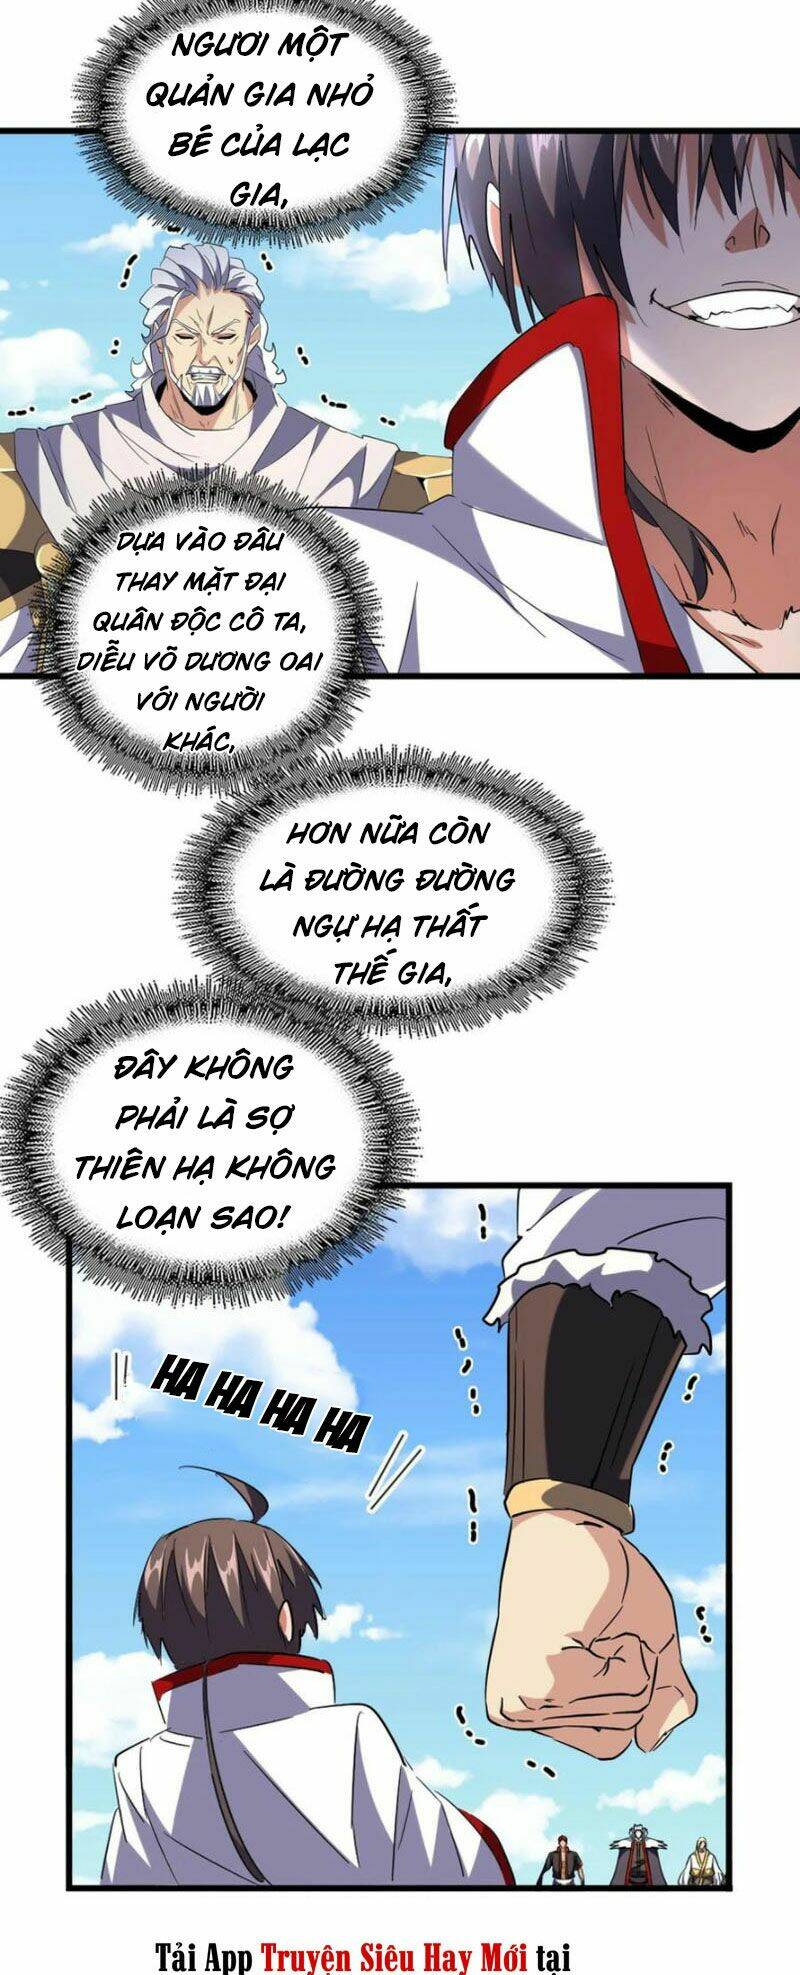 NGƯƠI MỘT
QUẢN GIA NHỎ
BÉ CỦA LẠC
GIA,
DỰA VÀO ĐÂU
THAY MẶT ĐẠI
QUÂN ĐỘC CÔ TA,
DIỄU VÕ DƯƠNG OAI
VỚI NGƯỜI
KHÁC,
HƠN NỮA CÒN
LÀ ĐƯỜNG ĐƯỜNG
NGỰ HẠ THẤT
THẾ GIA,
ĐÂY KHÔNG
PHẢI LÀ SỢ
THIÊN HẠ KHÔNG
LOẠN SAO!
HA HA HA HA
Tải App Truyện Siêu Hay Mới tại